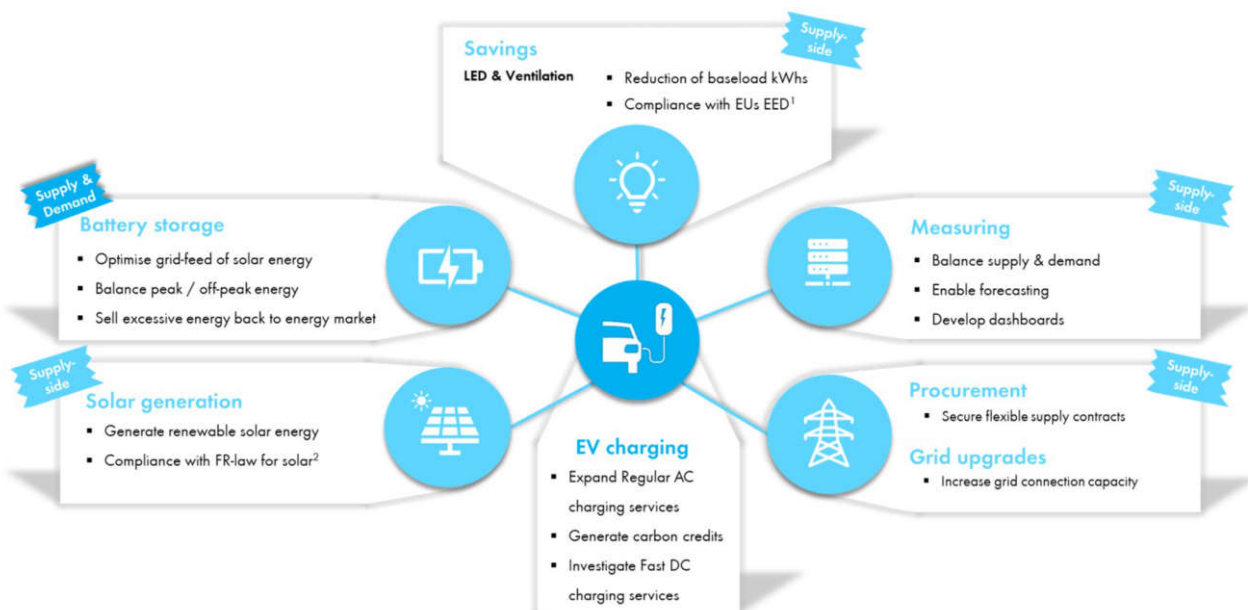 Supply-
side
Savings
LED & Ventilation
▪ Reduction of baseload kWhs
▪ Compliance with EUs EED¹
Supply &
Demand
Battery storage
▪ Optimise grid-feed of solar energy
▪ Balance peak / off-peak energy
▪ Sell excessive energy back to energy market
Supply-
side
Measuring
▪ Balance supply & demand
▪ Enable forecasting
▪ Develop dashboards
Supply-
side
Solar generation
▪ Generate renewable solar energy
▪ Compliance with FR-law for solar²
EV charging
▪ Expand Regular AC
charging services
▪ Generate carbon credits
▪ Investigate Fast DC
charging services
Supply-
side
Procurement
▪ Secure flexible supply contracts
Grid upgrades
▪ Increase grid connection capacity